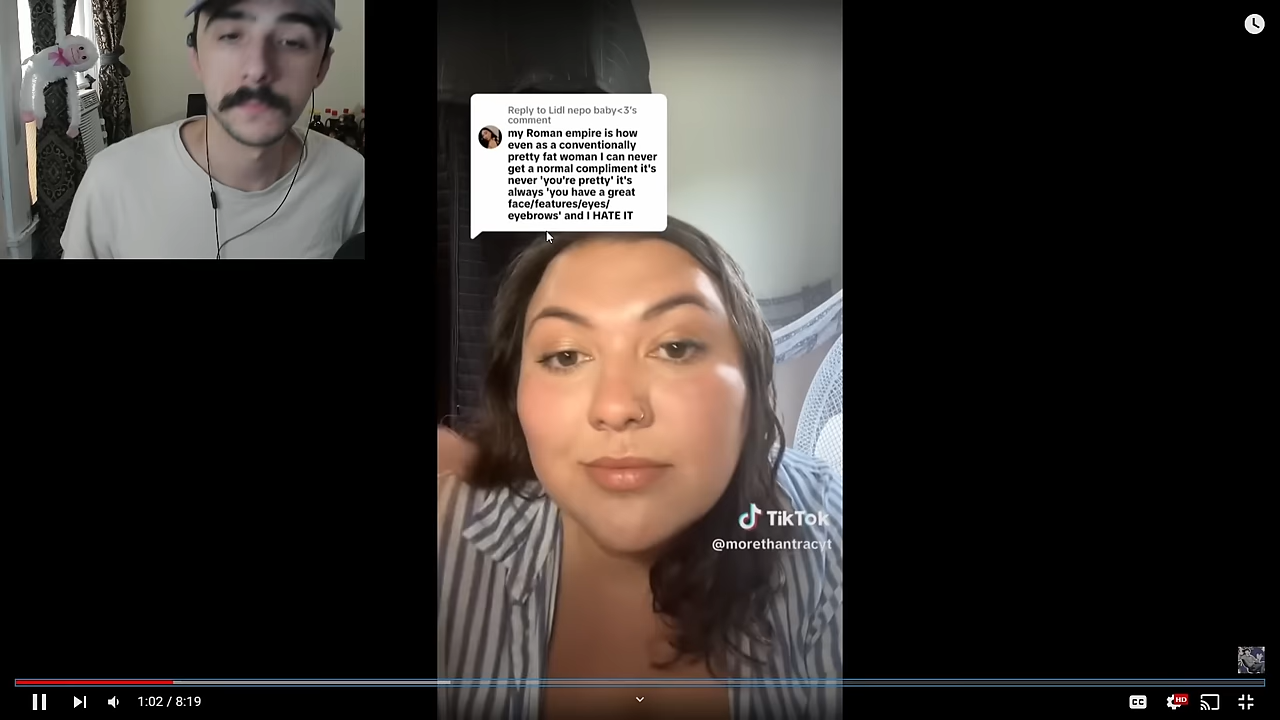 Reply to Lidl nepo baby<3's
comment
my Roman empire is how
even as a conventionally
pretty fat woman I can never
get a normal compliment it's
never 'you're pretty' it's
always 'you have a great
face/features/eyes/
eyebrows' and I HATE IT
TikTok
@morethantracyt
1:02 / 8:19
CC
HD